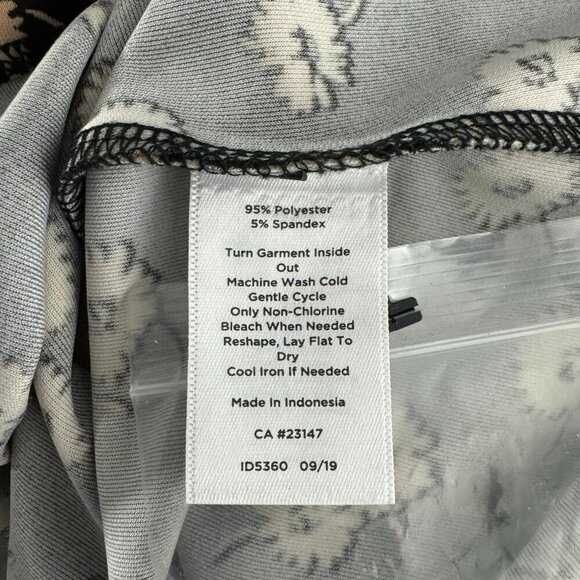 95% Polyester
5% Spandex
Turn Garment Inside
Out
Machine Wash Cold
Gentle Cycle
Only Non-Chlorine
Bleach When Needed
Reshape, Lay Flat To
Dry
Cool Iron If Needed
Made in Indonesia
CA #23147
ID5360 09/19